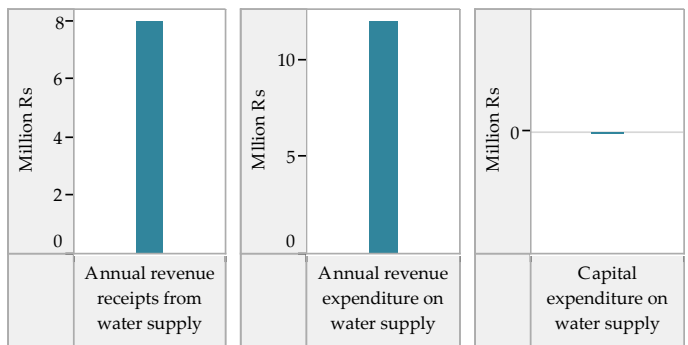 8
6
4
2
0
Million Rs
Annual revenue
receipts from
water supply
10
5
0
Mllion Rs
Annual revenue
expenditure on
water supply
0
Million Rs
Capital
expenditure on
water supply